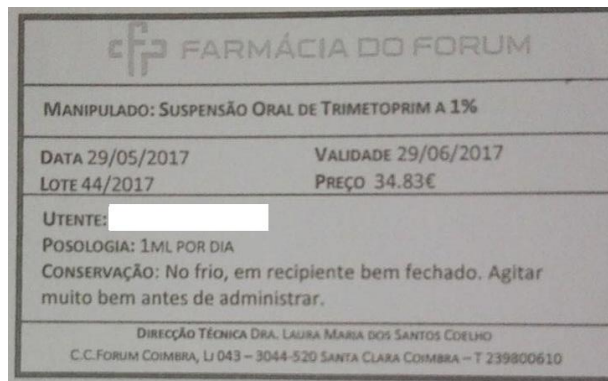 cfp FARMÁCIA DO FORUM
MANIPULADO: SUSPENSÃO ORAL DE TRIMETOPRIM A 1%
DATA 29/05/2017 VALIDADE 29/06/2017
LOTE 44/2017 PREÇO 34.83€
UTENTE:
POSOLOGIA: 1ML POR DIA
CONSERVAÇÃO: No frio, em recipiente bem fechado. Agitar
muito bem antes de administrar.
DIRECÇÃO TÉCNICA DRA. LAURA MARIA DOS SANTOS COELHO
C.C.FORUM COIMBRA, LJ 043 – 3044-520 SANTA CLARA COIMBRA – T 239800610